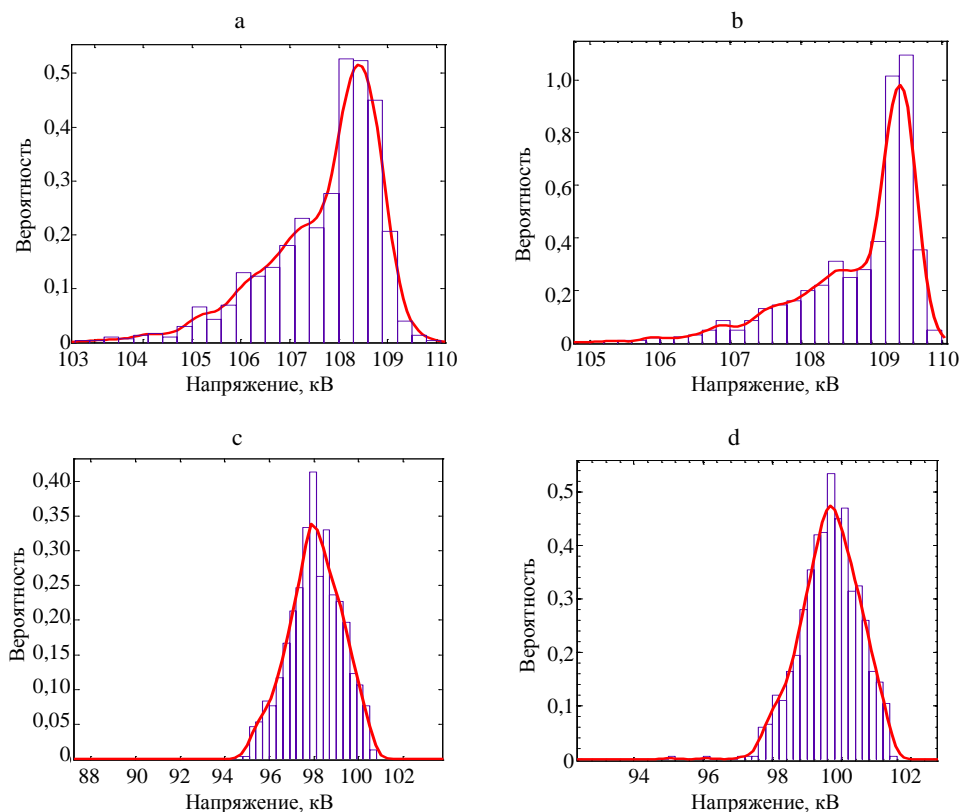 a
0,5
0,4
0,3
0,2
0,1
0
103 104 105 106 107 108 109 110
Вероятность
Напряжение, кВ
b
1,0
0,8
0,6
0,4
0,2
0
105 106 107 108 109 110
Вероятность
Напряжение, кВ
c
0,40
0,35
0,30
0,25
0,20
0,15
0,10
0,05
0
88 90 92 94 96 98 100 102
Вероятность
Напряжение, кВ
d
0,5
0,4
0,3
0,2
0,1
0
94 96 98 100 102
Вероятность
Напряжение, кВ